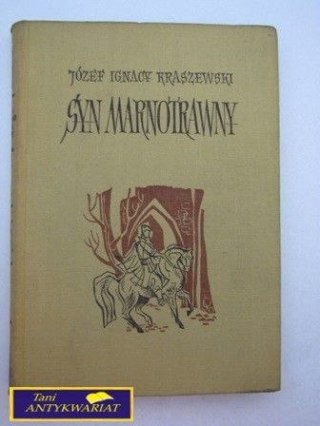 JÓZEF IGNACY KRASZEWSKI
SYN MARNOTRAWNY
Tani
ANTYKWARIAT